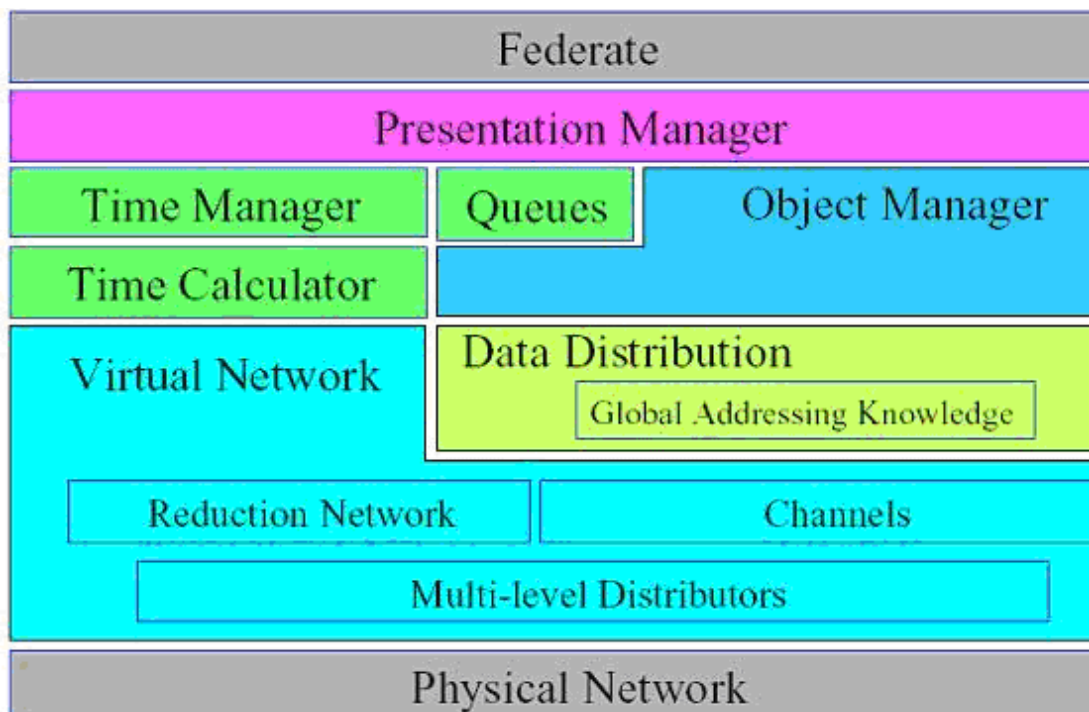 Federate
Presentation Manager
Time Manager
Queues
Object Manager
Time Calculator
Virtual Network
Data Distribution
Global Addressing Knowledge
Reduction Network
Channels
Multi-level Distributors
Physical Network